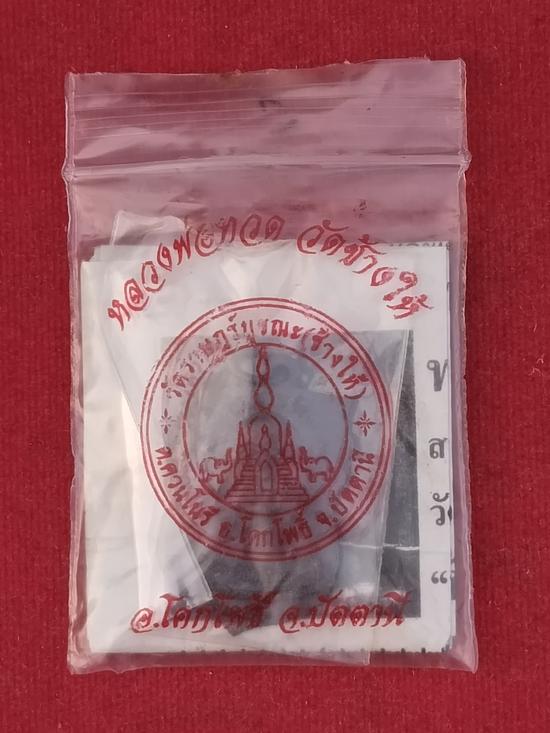 หลวงพ่อทวด วัดช้างให้
วัดราษฎร์บูรณะ(ช้างให้)
ต.ควนโนรี อ.โคกโพธิ์ จ.ปัตตานี
อ.โคกโพธิ์ จ.ปัตตานี
ท
ส
วั